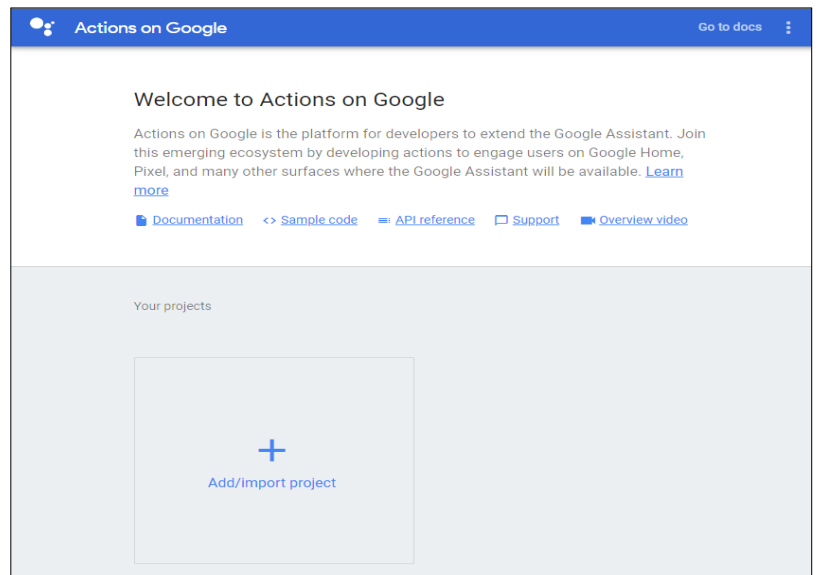 Actions on Google
Go to docs
Welcome to Actions on Google
Actions on Google is the platform for developers to extend the Google Assistant. Join
this emerging ecosystem by developing actions to engage users on Google Home,
Pixel, and many other surfaces where the Google Assistant will be available. Learn
more
Documentation <> Sample code API reference Support Overview video
Your projects
Add/import project